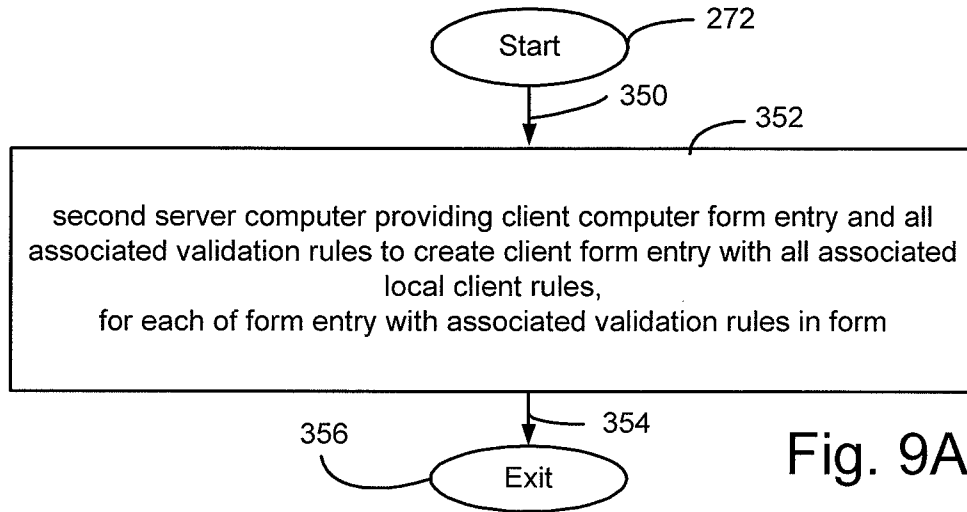 Start
272
350
352
second server computer providing client computer form entry and all
associated validation rules to create client form entry with all associated
local client rules,
for each of form entry with associated validation rules in form
354
356
Exit
Fig. 9A